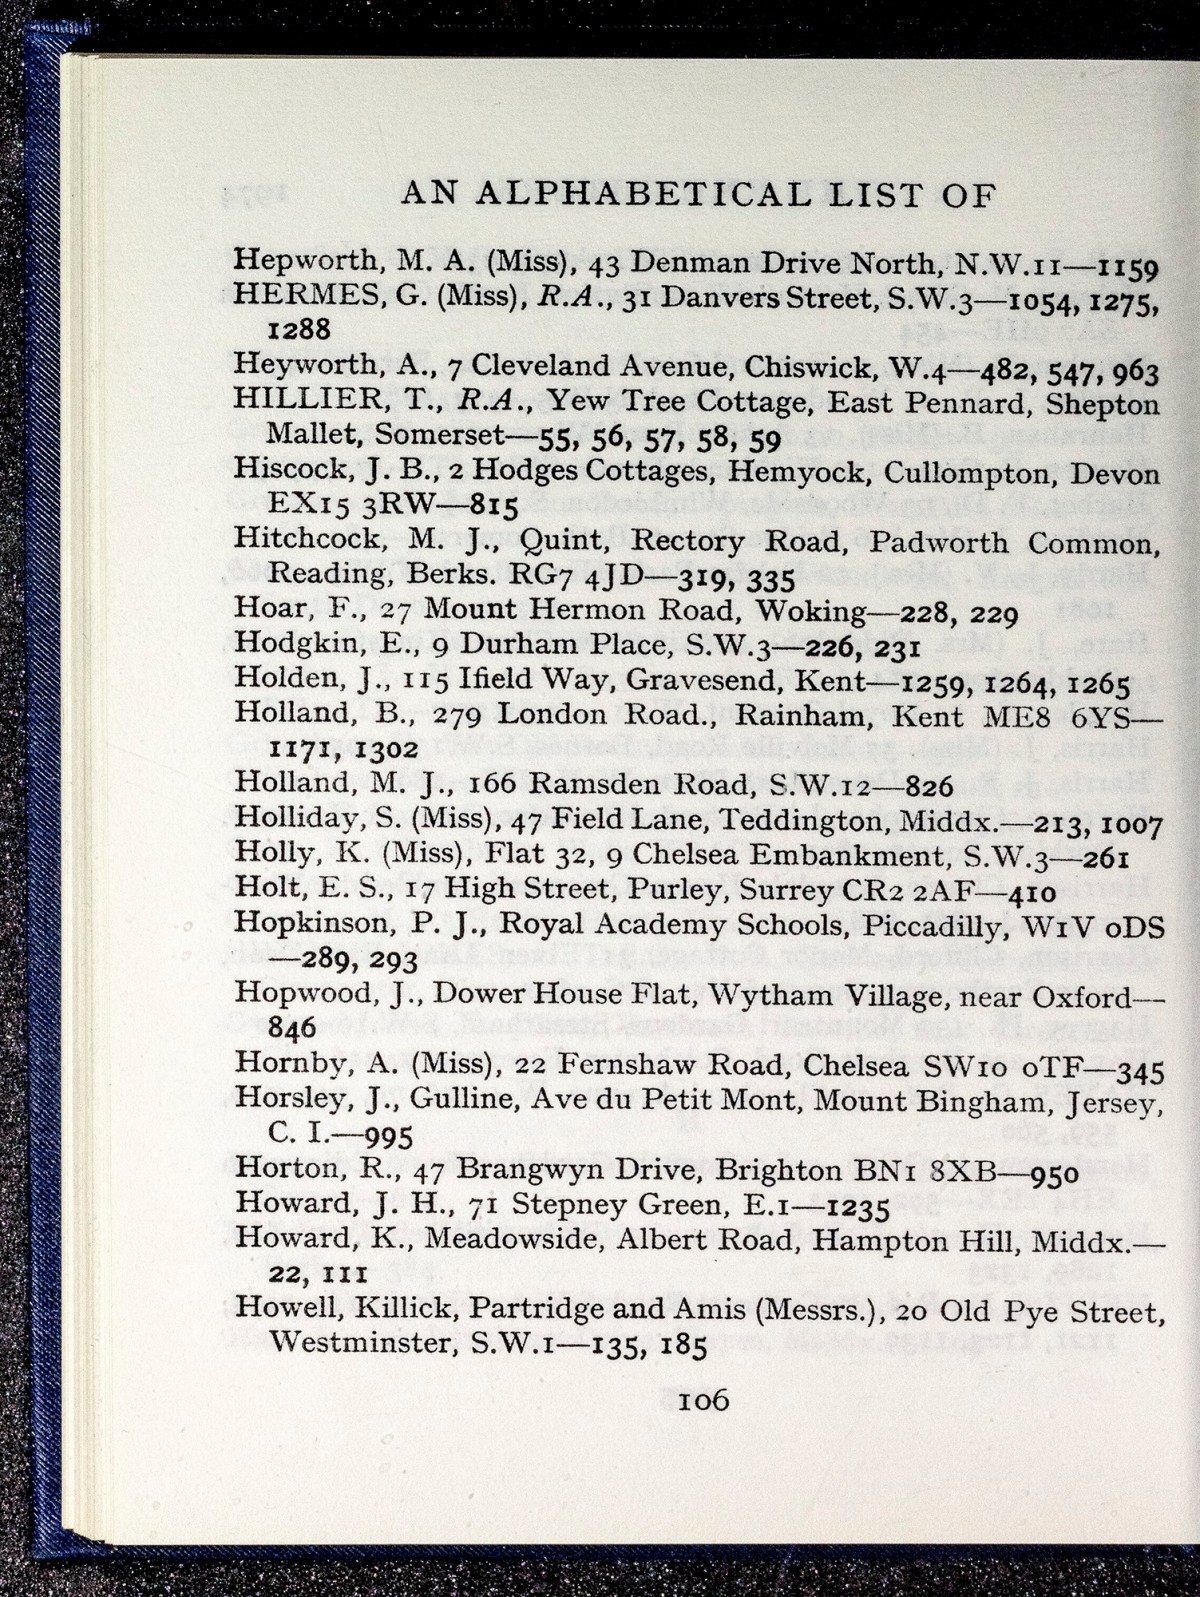 AN ALPHABETICAL LIST OF
Hepworth, M. A. (Miss), 43 Denman Drive North, N.W.11—1159
HERMES, G. (Miss), R.A., 31 Danvers Street, S.W.3—1054, 1275,
1288
Heyworth, A., 7 Cleveland Avenue, Chiswick, W.4—482, 547, 963
HILLIER, T., R.A., Yew Tree Cottage, East Pennard, Shepton
Mallet, Somerset—55, 56, 57, 58, 59
Hiscock, J. B., 2 Hodges Cottages, Hemyock, Cullompton, Devon
EX15 3RW—815
Hitchcock, M. J., Quint, Rectory Road, Padworth Common,
Reading, Berks. RG7 4JD—319, 335
Hoar, F., 27 Mount Hermon Road, Woking—228, 229
Hodgkin, E., 9 Durham Place, S.W.3—226, 231
Holden, J., 115 Ifield Way, Gravesend, Kent—1259, 1264, 1265
Holland, B., 279 London Road., Rainham, Kent ME8 6YS—
1171, 1302
Holland, M. J., 166 Ramsden Road, S.W.12—826
Holliday, S. (Miss), 47 Field Lane, Teddington, Middx.—213, 1007
Holly, K. (Miss), Flat 32, 9 Chelsea Embankment, S.W.3—261
Holt, E. S., 17 High Street, Purley, Surrey CR2 2AF—410
Hopkinson, P. J., Royal Academy Schools, Piccadilly, W1V 0DS
—289, 293
Hopwood, J., Dower House Flat, Wytham Village, near Oxford—
846
Hornby, A. (Miss), 22 Fernshaw Road, Chelsea SW10 0TF—345
Horsley, J., Gulline, Ave du Petit Mont, Mount Bingham, Jersey,
C. I.—995
Horton, R., 47 Brangwyn Drive, Brighton BN1 8XB—950
Howard, J. H., 71 Stepney Green, E.1—1235
Howard, K., Meadowside, Albert Road, Hampton Hill, Middx.—
22, 111
Howell, Killick, Partridge and Amis (Messrs.), 20 Old Pye Street,
Westminster, S.W.1—135, 185
106